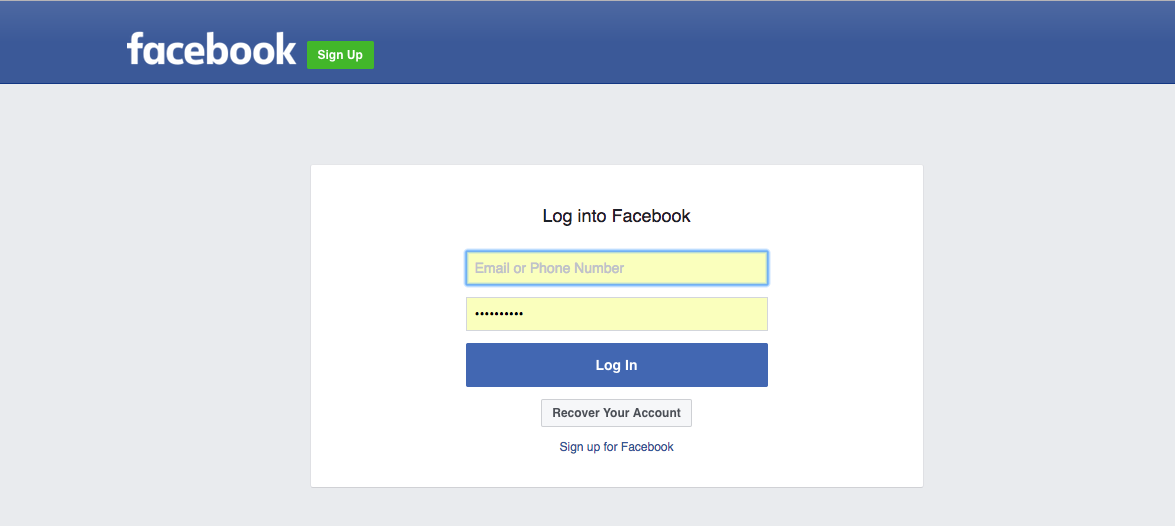 facebook Sign Up
Log into Facebook
Email or Phone Number
••••••••••
Log In
Recover Your Account
Sign up for Facebook